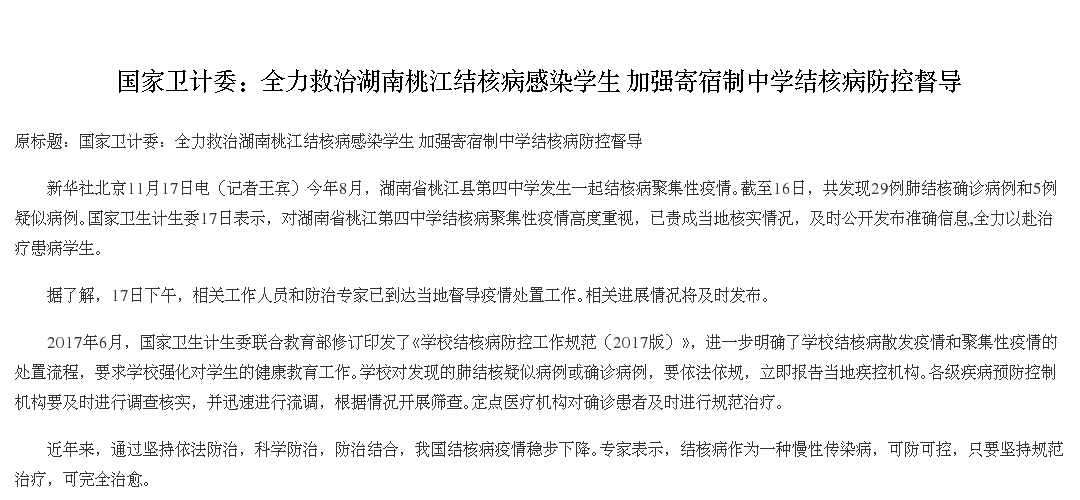 国家卫计委：全力救治湖南桃江结核病感染学生 加强寄宿制中学结核病防控督导
原标题：国家卫计委：全力救治湖南桃江结核病感染学生 加强寄宿制中学结核病防控督导
新华社北京11月17日电（记者王宾）今年8月，湖南省桃江县第四中学发生一起结核病聚集性疫情。截至16日，共发现29例肺结核确诊病例和5例
疑似病例。国家卫生计生委17日表示，对湖南省桃江第四中学结核病聚集性疫情高度重视，已责成当地核实情况，及时公开发布准确信息,全力以赴治
疗患病学生。
据了解，17日下午，相关工作人员和防治专家已到达当地督导疫情处置工作。相关进展情况将及时发布。
2017年6月，国家卫生计生委联合教育部修订印发了《学校结核病防控工作规范（2017版）》，进一步明确了学校结核病散发疫情和聚集性疫情的
处置流程，要求学校强化对学生的健康教育工作。学校对发现的肺结核疑似病例或确诊病例，要依法依规，立即报告当地疾控机构。各级疾病预防控制
机构要及时进行调查核实，并迅速进行流调，根据情况开展筛查。定点医疗机构对确诊患者及时进行规范治疗。
近年来，通过坚持依法防治，科学防治，防治结合，我国结核病疫情稳步下降。专家表示，结核病作为一种慢性传染病，可防可控，只要坚持规范
治疗，可完全治愈。